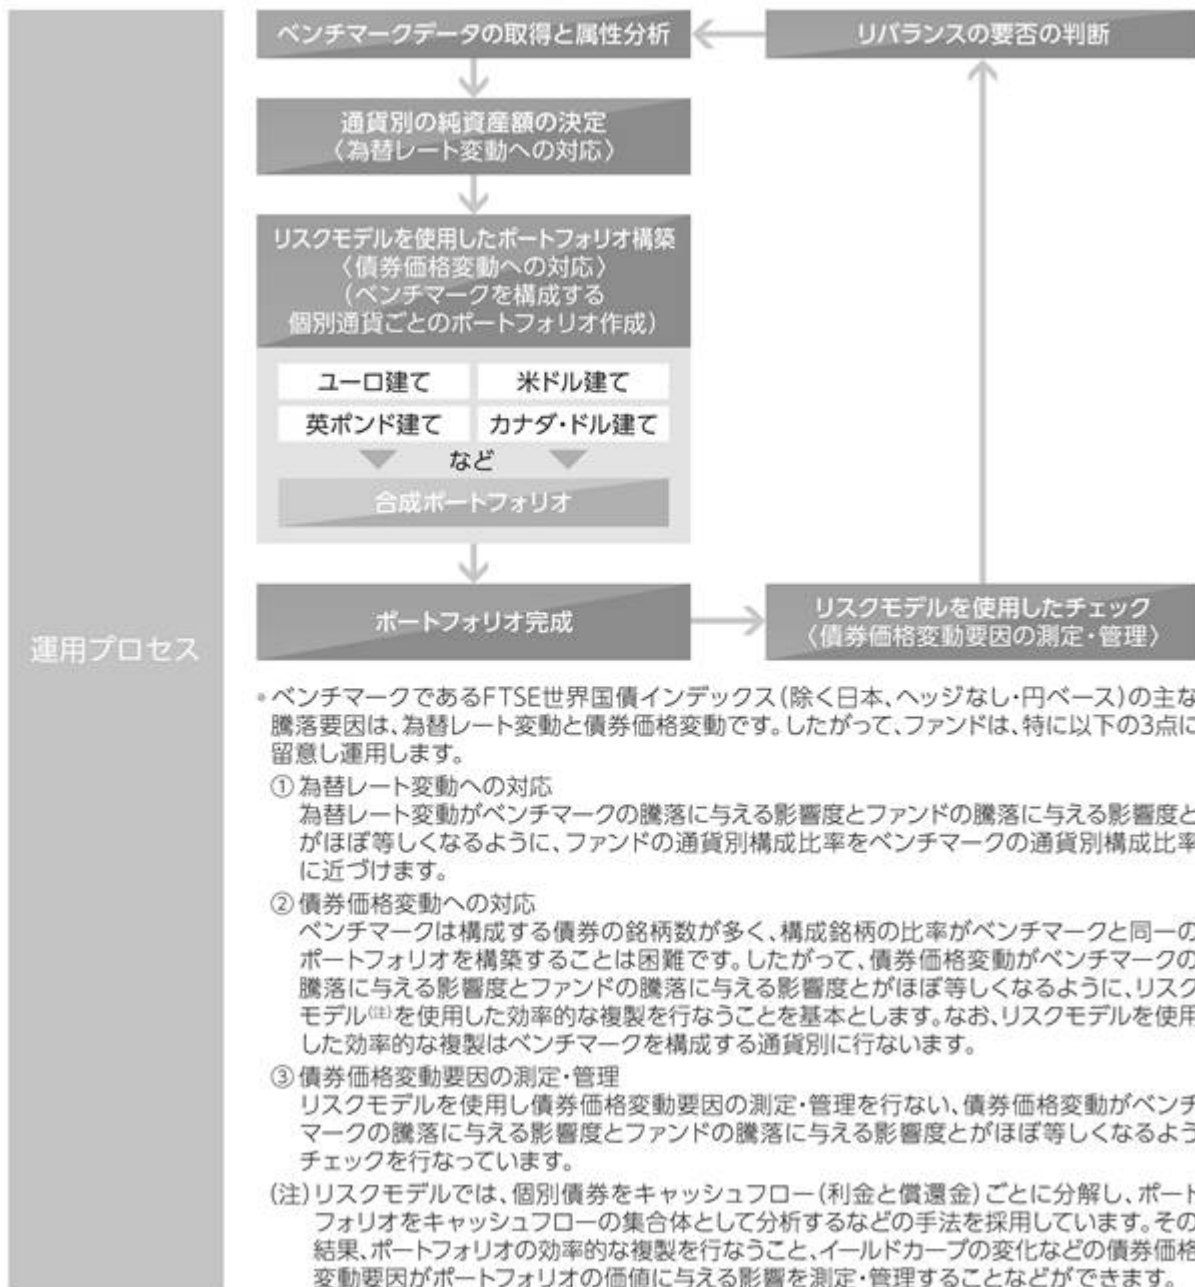 ベンチマークデータの取得と属性分析
リバランスの要否の判断
通貨別の純資産額の決定
〈為替レート変動への対応〉
リスクモデルを使用したポートフォリオ構築
〈債券価格変動への対応〉
(ベンチマークを構成する
個別通貨ごとのポートフォリオ作成)
ユーロ建て
米ドル建て
英ポンド建て
カナダ・ドル建て
など
合成ポートフォリオ
ポートフォリオ完成
リスクモデルを使用したチェック
〈債券価格変動要因の測定・管理〉
運用プロセス
*ベンチマークであるFTSE世界国債インデックス(除く日本、ヘッジなし・円ベース)の主な
騰落要因は、為替レート変動と債券価格変動です。したがって、ファンドは、特に以下の3点に
留意し運用します。
①為替レート変動への対応
為替レート変動がベンチマークの騰落に与える影響度とファンドの騰落に与える影響度と
がほぼ等しくなるように、ファンドの通貨別構成比率をベンチマークの通貨別構成比率
に近づけます。
②債券価格変動への対応
ベンチマークは構成する債券の銘柄数が多く、構成銘柄の比率がベンチマークと同一の
ポートフォリオを構築することは困難です。したがって、債券価格変動がベンチマークの
騰落に与える影響度とファンドの騰落に与える影響度とがほぼ等しくなるように、リスク
モデル(注)を使用した効率的な複製を行なうことを基本とします。なお、リスクモデルを使用
した効率的な複製はベンチマークを構成する通貨別に行ないます。
③債券価格変動要因の測定・管理
リスクモデルを使用し債券価格変動要因の測定・管理を行ない、債券価格変動がベンチ
マークの騰落に与える影響度とファンドの騰落に与える影響度とがほぼ等しくなるよう
チェックを行なっています。
(注)リスクモデルでは、個別債券をキャッシュフロー(利金と償還金)ごとに分解し、ポート
フォリオをキャッシュフローの集合体として分析するなどの手法を採用しています。その
結果、ポートフォリオの効率的な複製を行なうこと、イールドカーブの変化などの債券価格
変動要因がポートフォリオの価値に与える影響を測定・管理することなどができます。